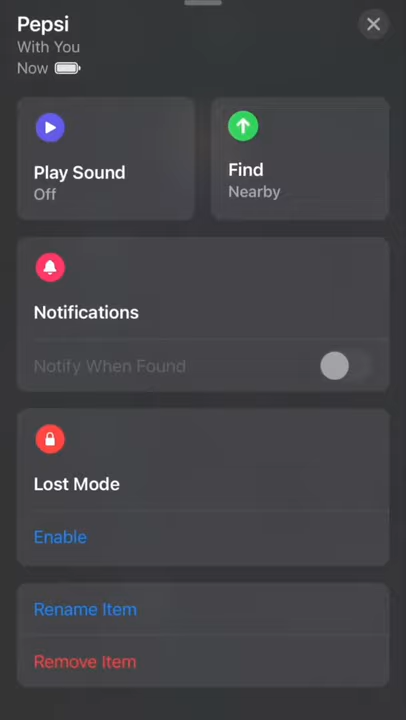 Pepsi
With You
Now
Play Sound
Off
Find
Nearby
Notifications
Notify When Found
Lost Mode
Enable
Rename Item
Remove Item